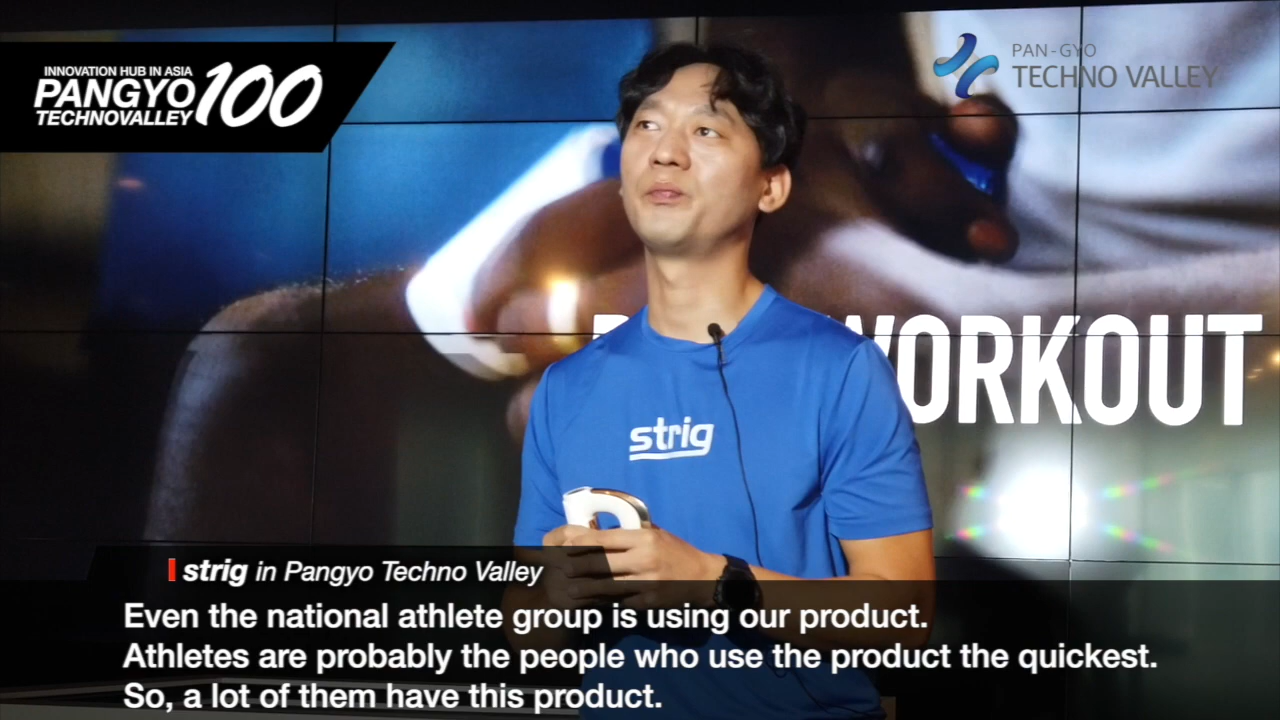 INNOVATION HUB IN ASIA
PANGYO
TECHNOVALLEY
100
PAN-GYO
TECHNO VALLEY
WORKOUT
strig
strig in Pangyo Techno Valley
Even the national athlete group is using our product.
Athletes are probably the people who use the product the quickest.
So, a lot of them have this product.